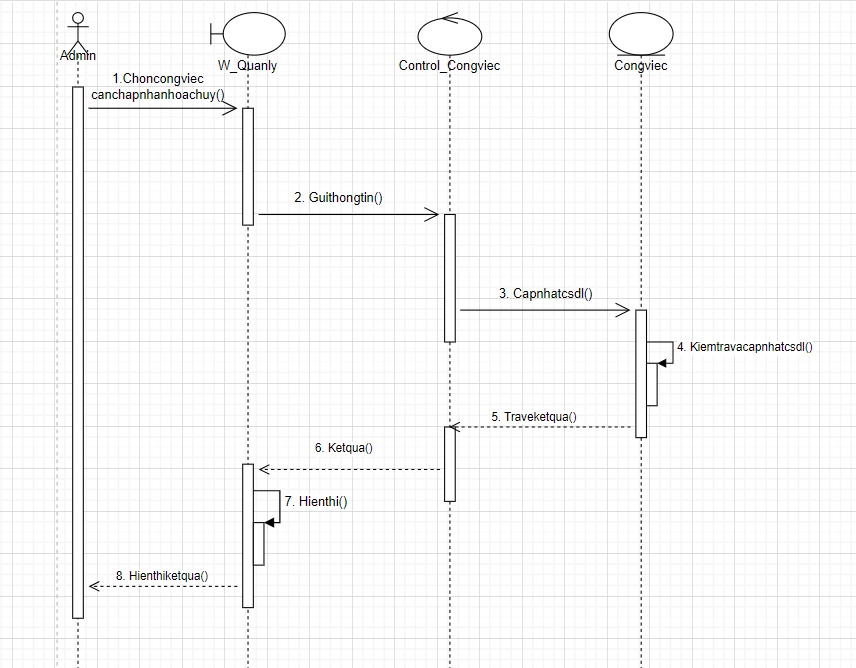 Admin
W_Quanly
Control_Congviec
Congviec
1.Choncongviec
canchapnhanhoachuy()
2. Guithongtin()
3. Capnhatcsdl()
4. Kiemtravacapnhatcsdl()
5. Traveketqua()
6. Ketqua()
7. Hienthi()
8. Hienthiketqua()